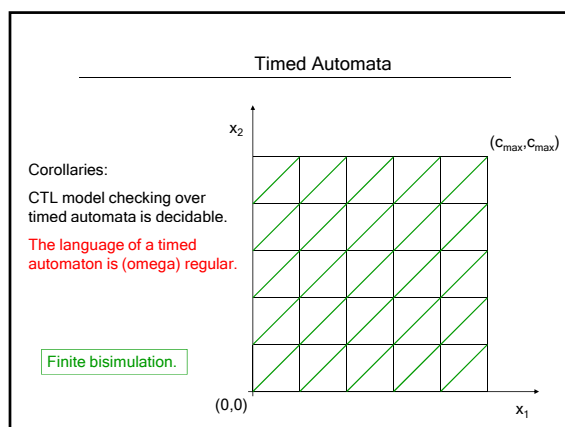 Timed Automata
x2
(cmax,cmax)
Corollaries:
CTL model checking over
timed automata is decidable.
The language of a timed
automaton is (omega) regular.
Finite bisimulation.
(0,0)
x1